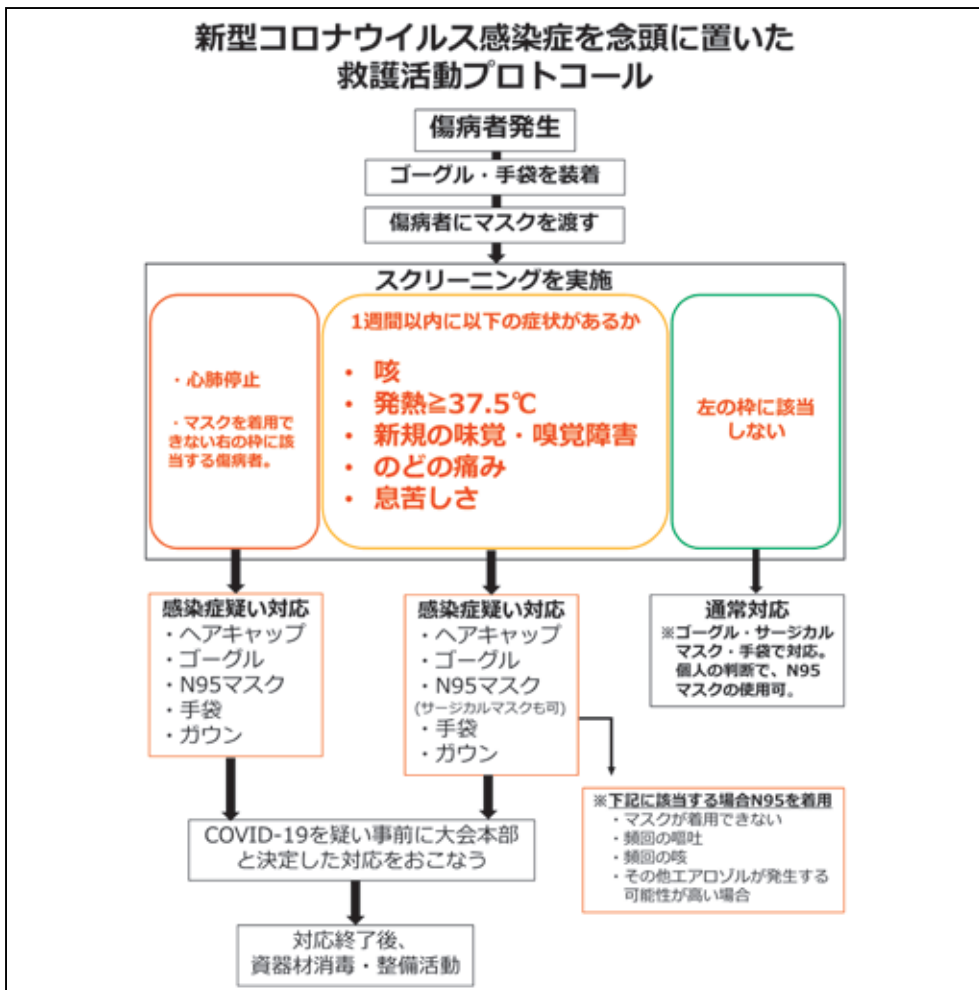 新型コロナウイルス感染症を念頭に置いた
救護活動プロトコール
傷病者発生
ゴーグル・手袋を装着
傷病者にマスクを渡す
スクリーニングを実施
・心肺停止
・マスクを着用で
きない右の枠に該
当する傷病者。
1週間以内に以下の症状があるか
・ 咳
・ 発熱≧37.5℃
・ 新規の味覚・嗅覚障害
・ のどの痛み
・ 息苦しさ
左の枠に該当
しない
感染症疑い対応
・ヘアキャップ
・ゴーグル
・N95マスク
・手袋
・ガウン
感染症疑い対応
・ヘアキャップ
・ゴーグル
・N95マスク
(サージカルマスクも可)
・手袋
・ガウン
通常対応
※ゴーグル・サージカル
マスク・手袋で対応。
個人の判断で、N95
マスクの使用可。
※下記に該当する場合N95を着用
・マスクが着用できない
・頻回の嘔吐
・頻回の咳
・その他エアロゾルが発生する
可能性が高い場合
COVID-19を疑い事前に大会本部
と決定した対応をおこなう
対応終了後、
資器材消毒・整備活動